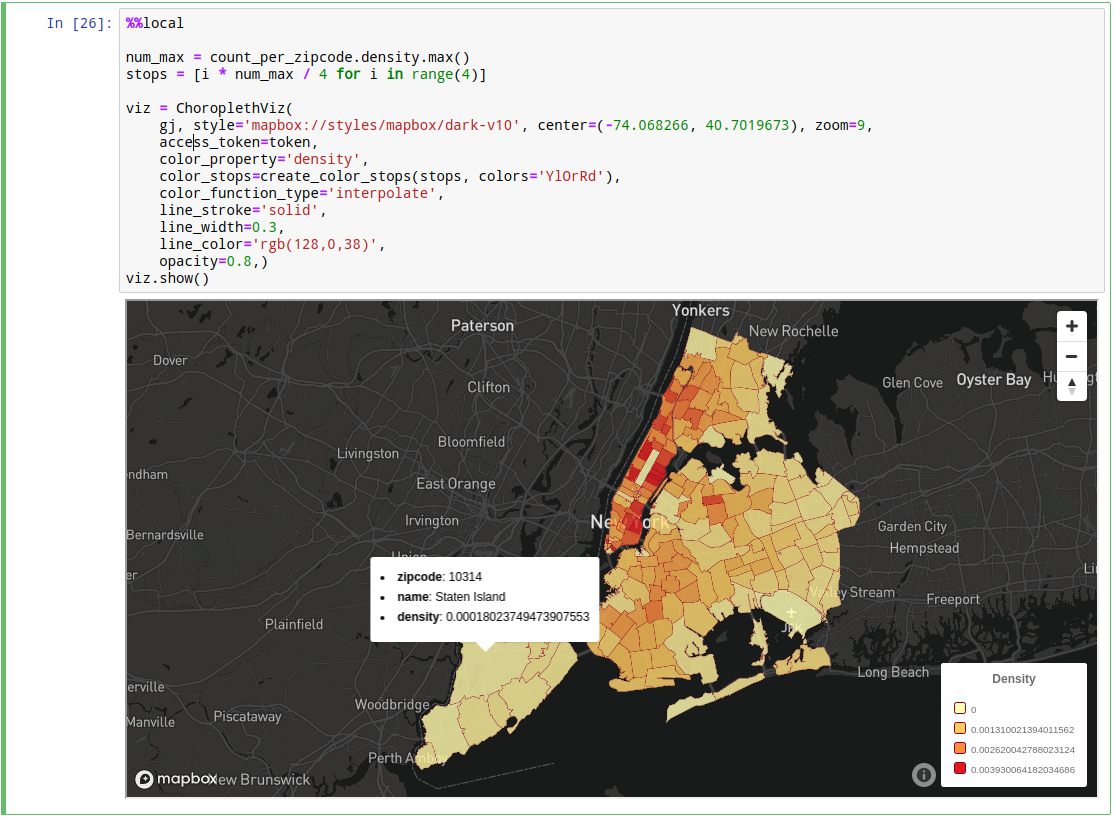 In [26]:
%%local
num_max = count_per_zipcode.density.max()
stops = [i * num_max / 4 for i in range(4)]
viz = ChoroplethViz(
gj, style='mapbox://styles/mapbox/dark-v10', center=(-74.068266, 40.7019673), zoom=9,
access_token=token,
color_property='density',
color_stops=create_color_stops(stops, colors='YlOrRd'),
color_function_type='interpolate',
line_stroke='solid',
line_width=0.3,
line_color='rgb(128,0,38)',
opacity=0.8,)
viz.show()
Yonkers
Paterson
New Rochelle
Dover
Clifton
Glen Cove
Oyster Bay
Bloomfield
Livingston
ndham
East Orange
Irvington
New York
Garden City
Bernardsville
Hempstead
Union
zipcode: 10314
name: Staten Island
density: 0.00018023749473907553
Valley Stream
Freeport
Plainfield
JFK
Long Beach
erville
Woodbridge
Piscataway
Manville
Perth Amboy
New Brunswick
mapbox
Density
0
0.001310021394011562
0.002620042788023124
0.003930064182034686